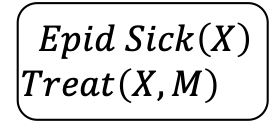 Epid Sick(X)
Treat(X, M)